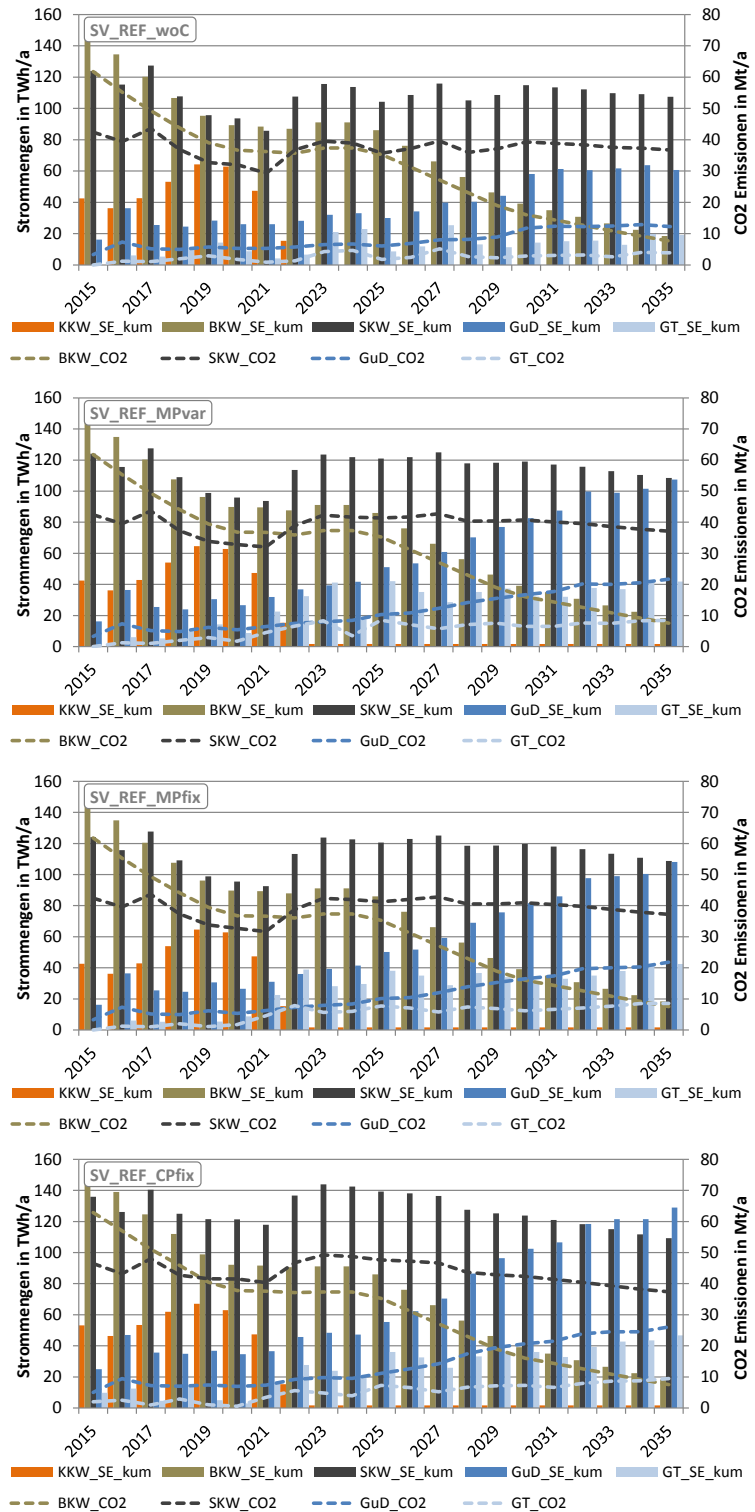 SV_REF_woC
Strommengen in TWh/a
160 140 120 100 80 60 40 20 0
80 70 60 50 40 30 20 10 0
CO2 Emissionen in Mt/a
2015 2017 2019 2021 2023 2025 2027 2029 2031 2033 2035
KKW_SE_kum BKW_SE_kum SKW_SE_kum GuD_SE_kum GT_SE_kum
BKW_CO2 SKW_CO2 GuD_CO2 GT_CO2
SV_REF_MPvar
Strommengen in TWh/a
160 140 120 100 80 60 40 20 0
80 70 60 50 40 30 20 10 0
CO2 Emissionen in Mt/a
2015 2017 2019 2021 2023 2025 2027 2029 2031 2033 2035
KKW_SE_kum BKW_SE_kum SKW_SE_kum GuD_SE_kum GT_SE_kum
BKW_CO2 SKW_CO2 GuD_CO2 GT_CO2
SV_REF_MPfix
Strommengen in TWh/a
160 140 120 100 80 60 40 20 0
80 70 60 50 40 30 20 10 0
CO2 Emissionen in Mt/a
2015 2017 2019 2021 2023 2025 2027 2029 2031 2033 2035
KKW_SE_kum BKW_SE_kum SKW_SE_kum GuD_SE_kum GT_SE_kum
BKW_CO2 SKW_CO2 GuD_CO2 GT_CO2
SV_REF_CPfix
Strommengen in TWh/a
160 140 120 100 80 60 40 20 0
80 70 60 50 40 30 20 10 0
CO2 Emissionen in Mt/a
2015 2017 2019 2021 2023 2025 2027 2029 2031 2033 2035
KKW_SE_kum BKW_SE_kum SKW_SE_kum GuD_SE_kum GT_SE_kum
BKW_CO2 SKW_CO2 GuD_CO2 GT_CO2